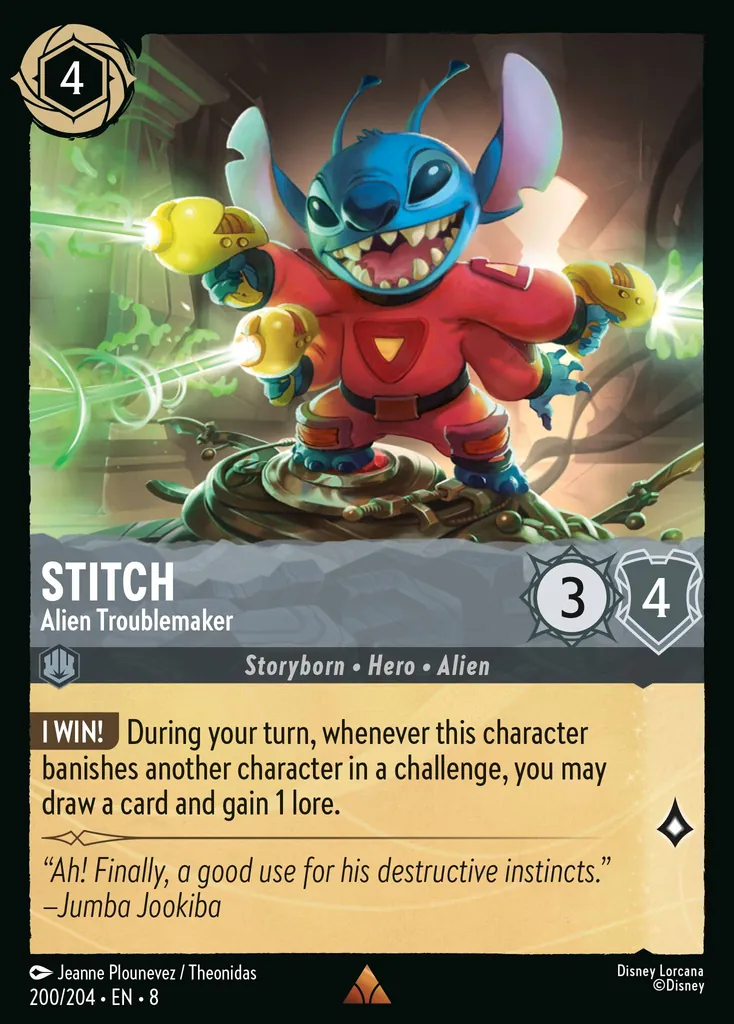 4
STITCH
Alien Troublemaker
3
4
Storyborn • Hero • Alien
I WIN! During your turn, whenever this character
banishes another character in a challenge, you may
draw a card and gain 1 lore.
“Ah! Finally, a good use for his destructive instincts.”
–Jumba Jookiba
Jeanne Plounevez / Theonidas
200/204 • EN • 8
Disney Lorcana
©Disney